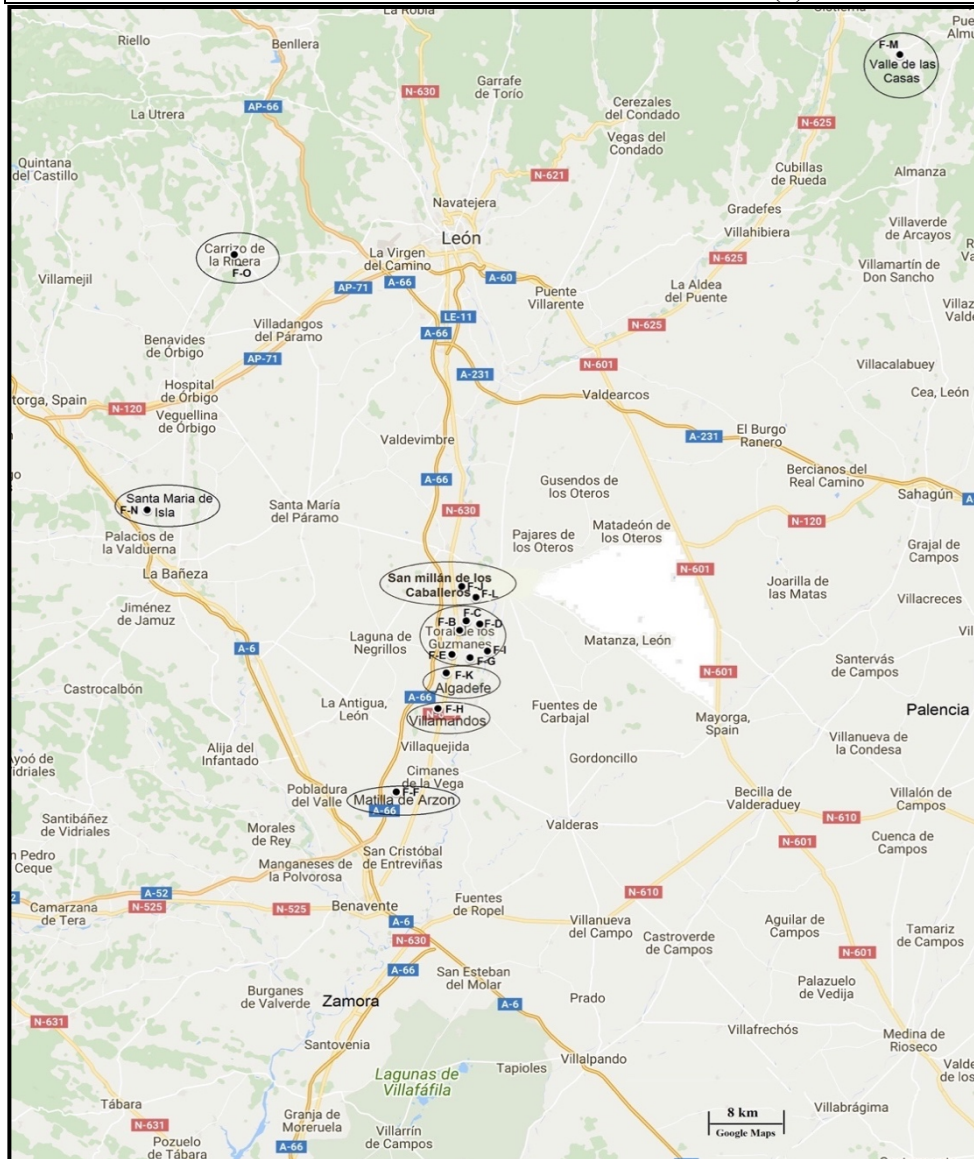 La Robla
Riello
Benllera
F-M
Valle de las
Casas
AP-66
N-630
Garrafe
de Torío
La Utrera
Cerezales
del Condado
N-625
Vegas del
Condado
Quintana
del Castillo
N-621
Cubillas
de Rueda
Almanza
Navatejera
Gradefes
León
Villaverde
de Arcayos
Villahibiera
Carrizo de
la Ribera
F-O
La Virgen
del Camino
N-625
Villamejil
A-66
A-60
Villamartín de
Don Sancho
AP-71
Puente
Villarente
La Aldea
del Puente
LE-11
Villadangos
del Páramo
A-66
N-625
Benavides
de Órbigo
AP-71
N-601
Villacalabuey
A-231
Hospital
de Órbigo
Cea, León
torga, Spain
N-120
Valdearcos
Veguellina
de Órbigo
El Burgo
Ranero
Valdevimbre
A-231
Bercianos del
Real Camino
A-66
Gusendos de
los Oteros
Sahagún
Santa Maria de
Isla
F-N
Santa María
del Páramo
N-630
N-120
Matadeón de
los Oteros
Pajares de
los Oteros
Palacios de
la Valduerna
Grajal de
Campos
La Bañeza
N-601
San millán de los
Caballeros
F-J
F-L
Joarilla de
las Matas
Villacreces
Jiménez
de Jamuz
F-C
F-B
F-D
Toral de los
Guzmanes
A-6
Laguna de
Negrillos
Matanza, León
F-E
F-I
F-G
Santervás
de Campos
F-K
Algadefe
N-601
Castrocalbón
A-66
La Antigua,
León
F-H
Villamandos
Fuentes de
Carbajal
Mayorga,
Spain
Palencia
Villaquejida
Villanueva de
la Condesa
Alija del
Infantado
Gordoncillo
Ayoó de
Vidriales
Cimanes
de la Vega
Pobladura
del Valle
F-F
Matilla de Arzon
Becilla de
Valderaduey
Villalón de
Campos
A-66
Santibáñez
de Vidriales
N-610
Morales
de Rey
Valderas
N-601
Cuenca de
Campos
San Cristóbal
de Entreviñas
n Pedro
Ceque
Manganeses de
la Polvorosa
A-52
N-610
Camarzana
de Tera
N-525
N-525
Benavente
Fuentes
de Ropel
A-6
Villanueva
del Campo
Aguilar de
Campos
Tamariz
de Campos
N-630
Castroverde
de Campos
N-601
A-66
San Esteban
del Molar
Palazuelo
de Vedija
Burganes
de Valverde
Zamora
Prado
A-6
N-631
Villafrechós
Medina de
Rioseco
Santovenia
Villalpando
Lagunas de
Villafáfila
Tapioles
Tábara
8 km
Google Maps
Villabrágima
Granja de
Moreruela
N-631
Villarrín
de Campos
Pozuelo
de Tábara
A-66